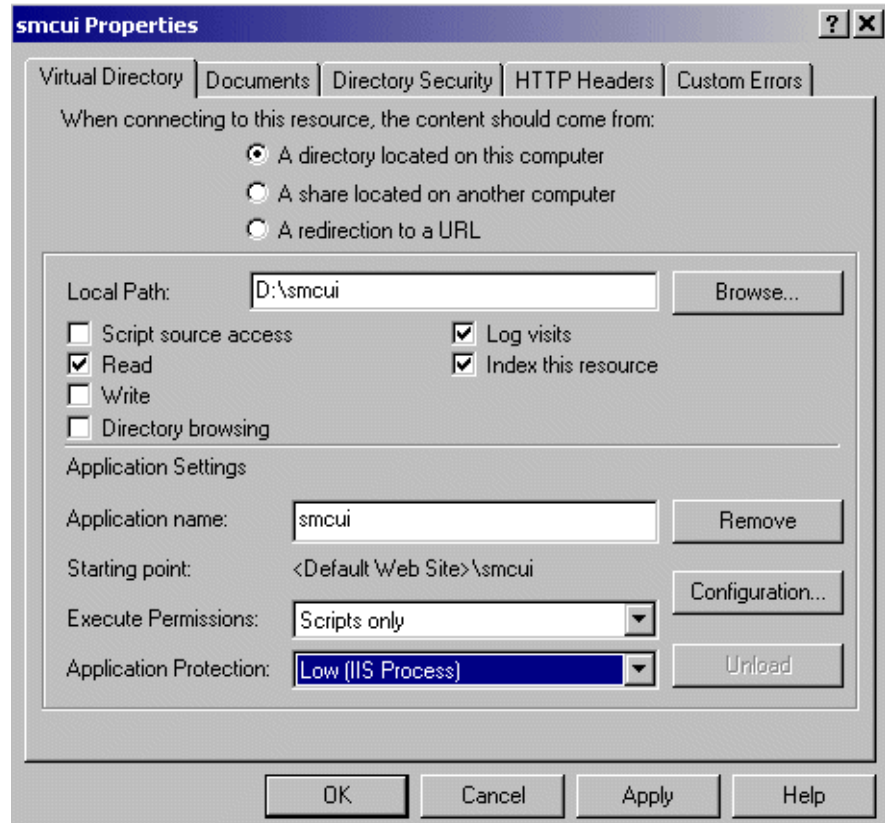 smcui Properties
Virtual Directory Documents Directory Security HTTP Headers Custom Errors
When connecting to this resource, the content should come from:
A directory located on this computer
A share located on another computer
A redirection to a URL
Local Path: D:\smcui Browse...
Script source access Log visits
Read Index this resource
Write
Directory browsing
Application Settings
Application name: smcui Remove
Starting point: <Default Web Site>\smcui
Configuration...
Execute Permissions: Scripts only
Application Protection: Low (IIS Process) Unload
OK Cancel Apply Help